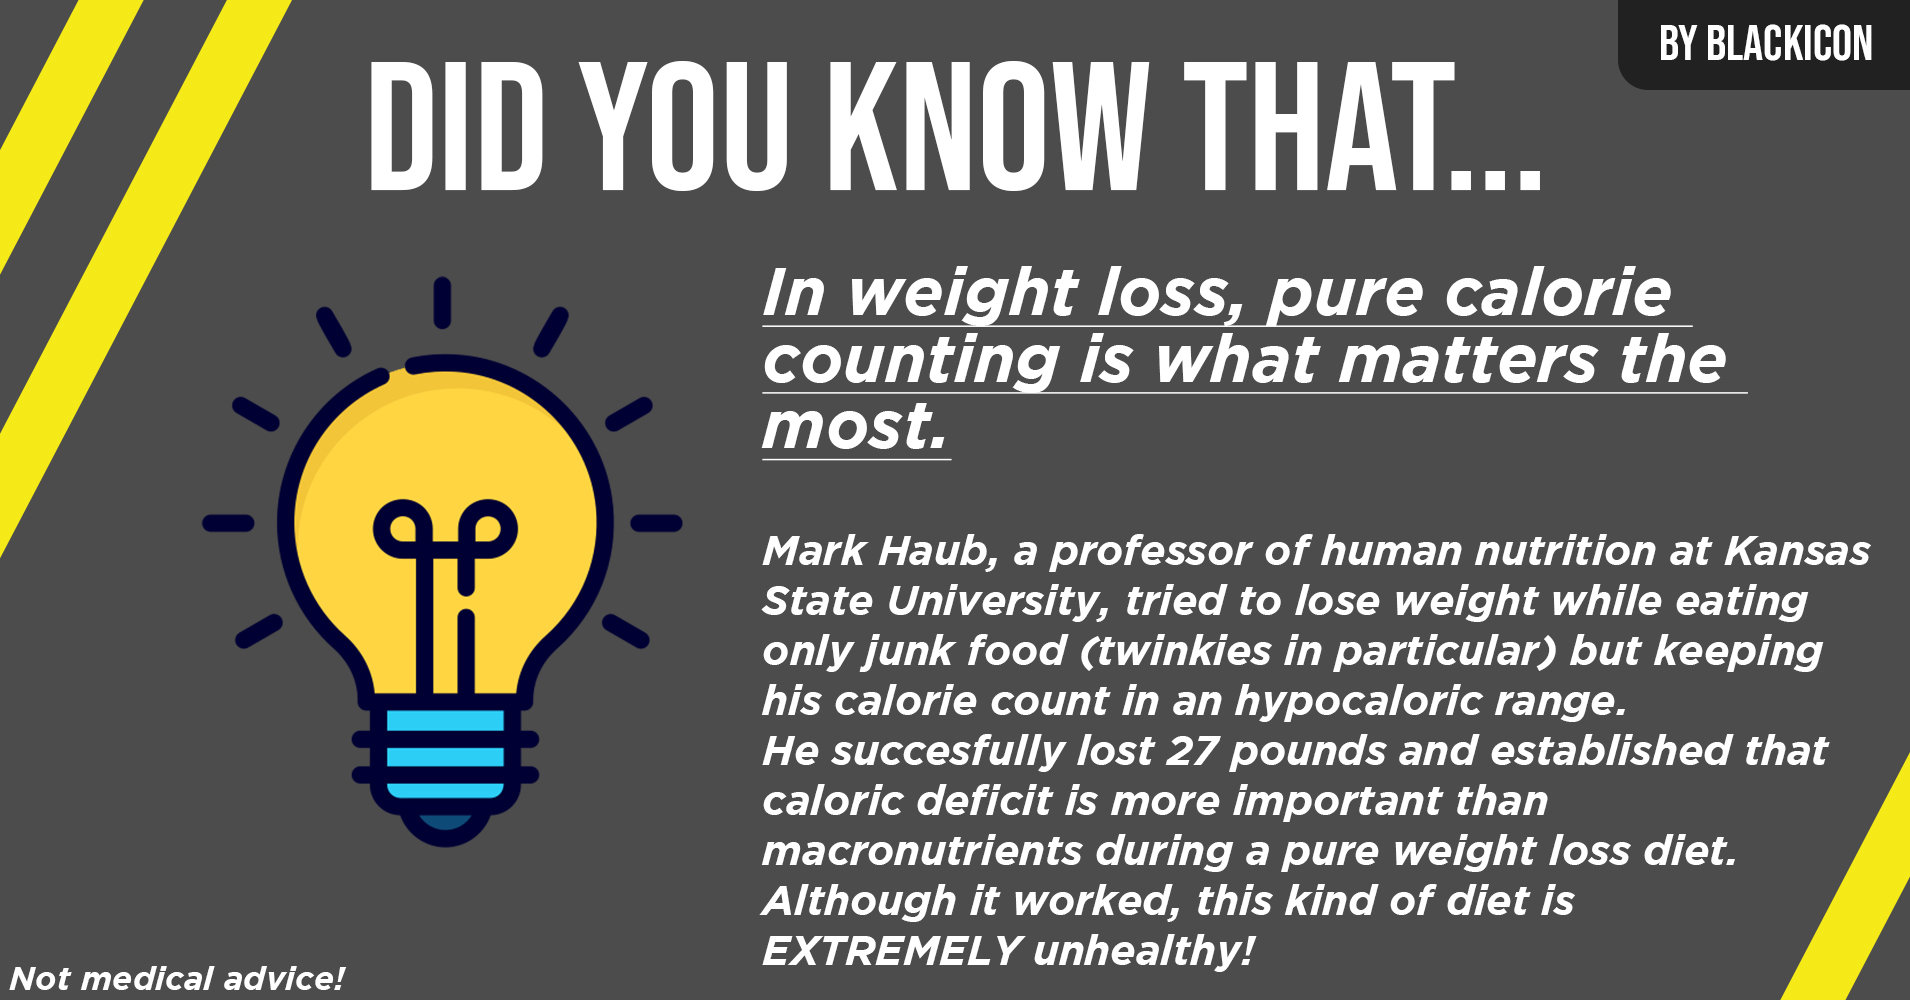 BY BLACKICON
DID YOU KNOW THAT...
In weight loss, pure calorie
counting is what matters the
most.
Mark Haub, a professor of human nutrition at Kansas
State University, tried to lose weight while eating
only junk food (twinkies in particular) but keeping
his calorie count in an hypocaloric range.
He succesfully lost 27 pounds and established that
caloric deficit is more important than
macronutrients during a pure weight loss diet.
Although it worked, this kind of diet is
EXTREMELY unhealthy!
Not medical advice!